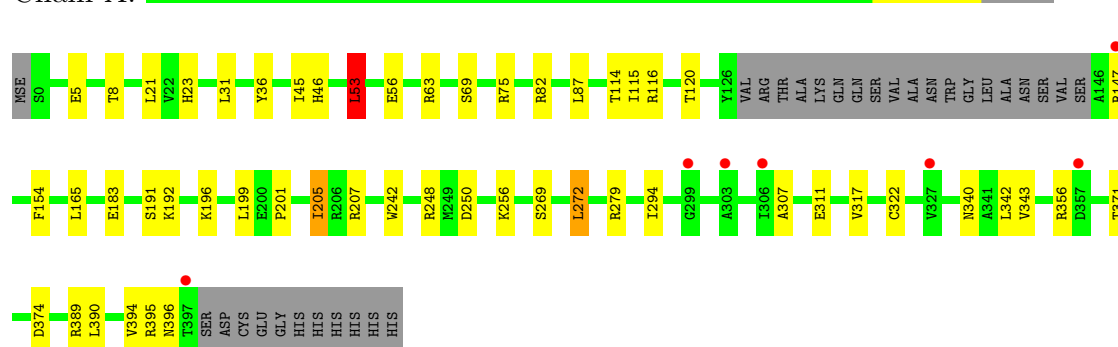 MSE S0 E5 T8 L21 V22 H23 L31 Y36 I45 H46 L53 E56 R63 S69 R75 R82 L87 T114 I115 R116 T120 Y126 VAL ARG THR ALA LYS GLN GLN SER VAL ALA ASN TRP GLY LEU ALA ASN SER VAL SER A146
F154 L165 E183 S191 K192 K196 L199 E200 P201 I205 R206 R207 W242 R248 M249 D250 K256 S269 L272 R279 I294 G299 A303 I306 A307 E311 V317 C322 V327 N340 A341 L342 V343 R356 D357 T371
D374 R389 L390 V394 R395 N396 T397 SER ASP CYS GLU GLY HIS HIS HIS HIS HIS HIS